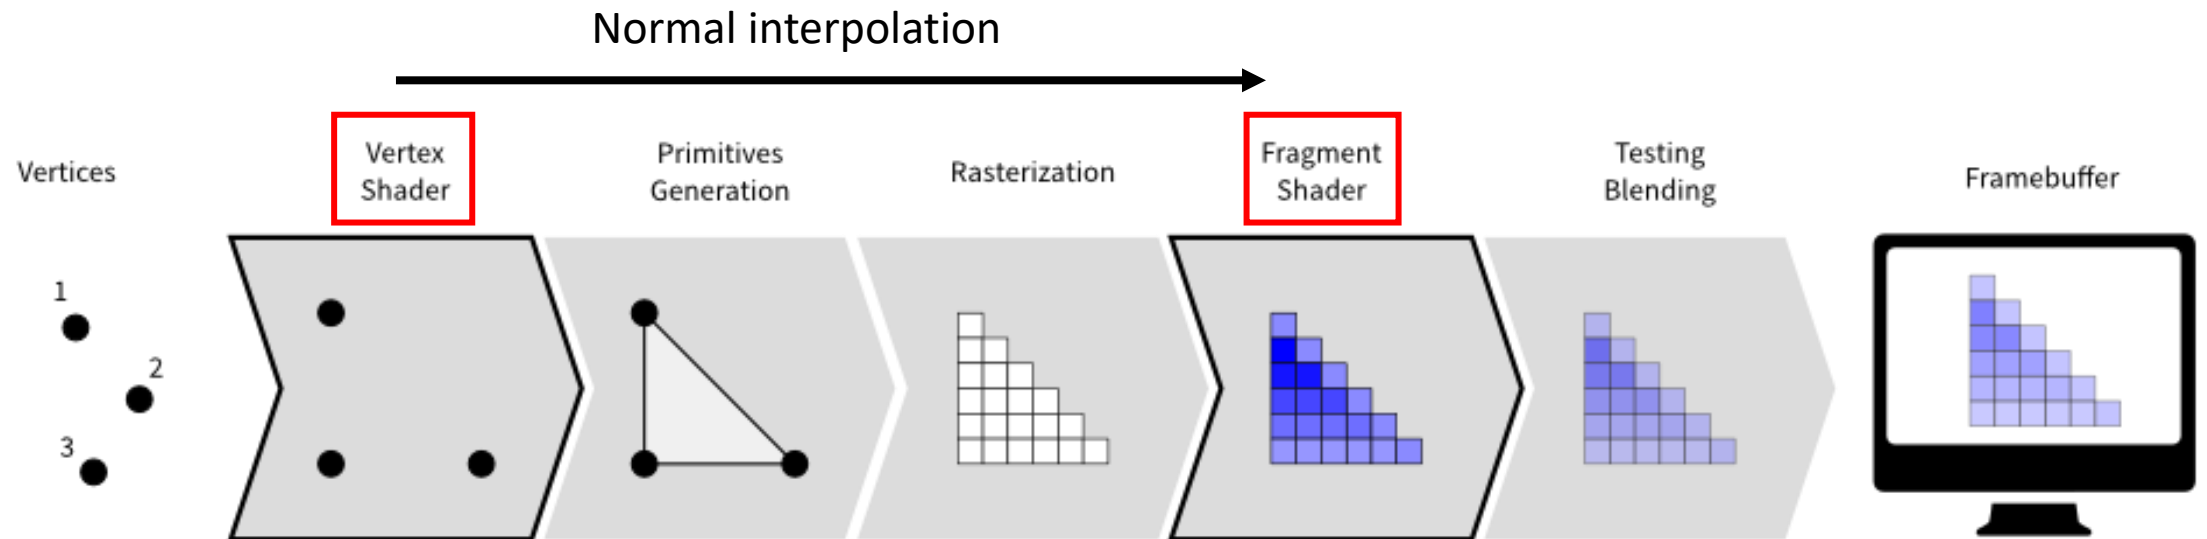 Normal interpolation
Vertices
Vertex
Shader
Primitives
Generation
Rasterization
Fragment
Shader
Testing
Blending
Framebuffer
1
2
3